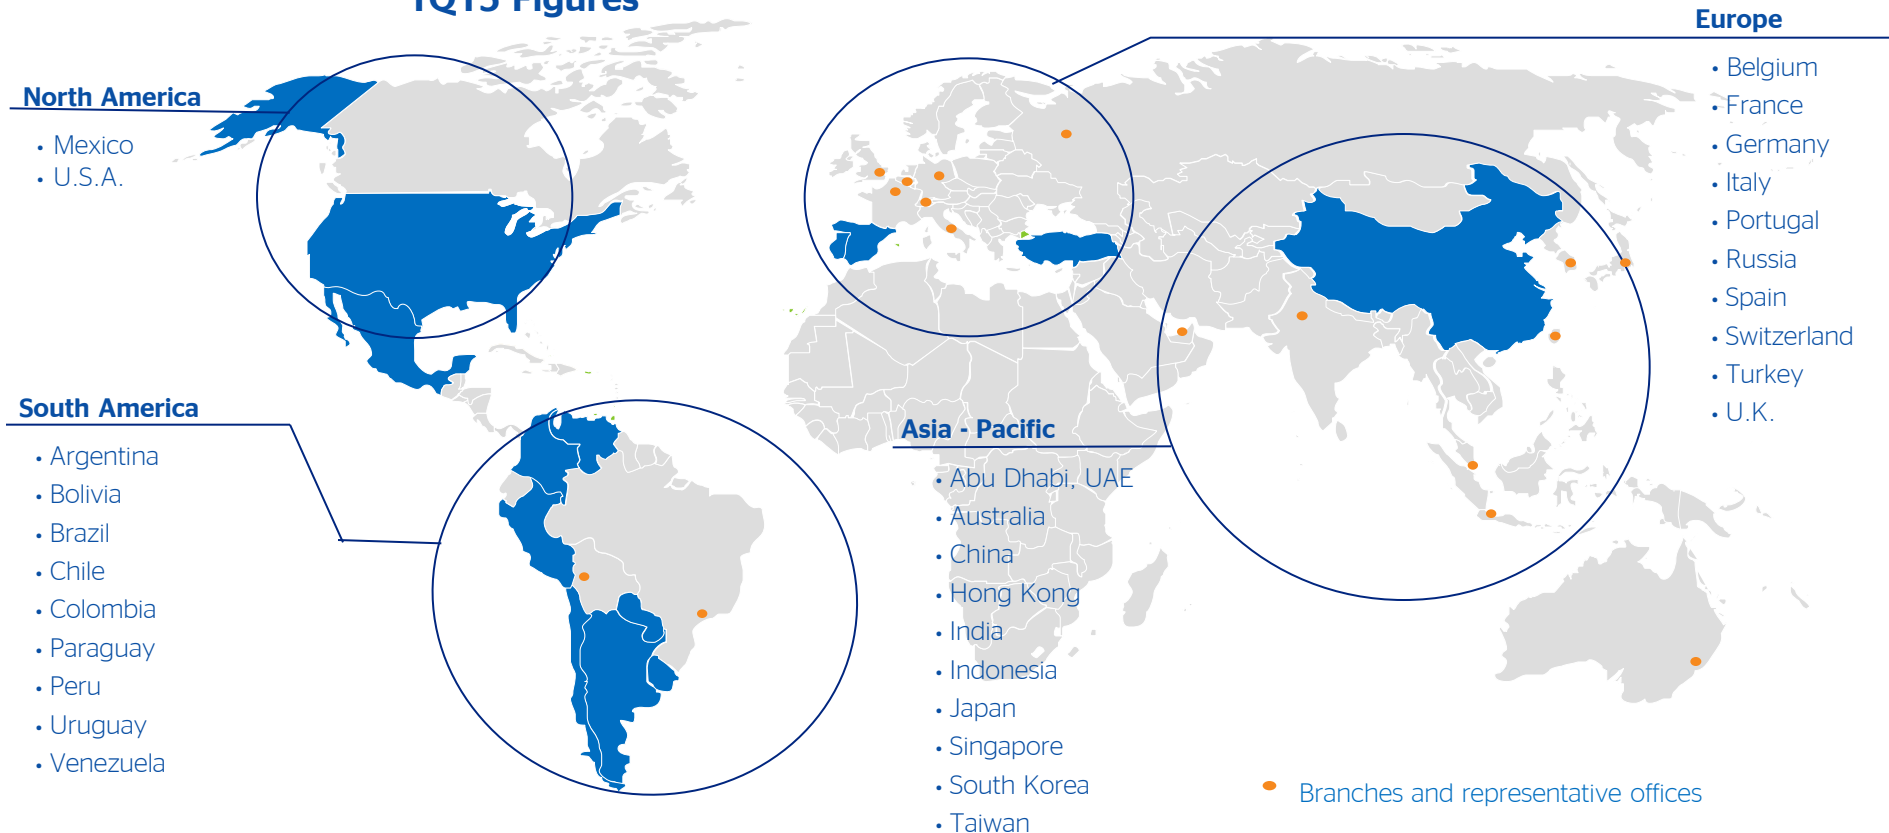 1Q15 Figures
North America
• Mexico
• U.S.A.
South America
• Argentina
• Bolivia
• Brazil
• Chile
• Colombia
• Paraguay
• Peru
• Uruguay
• Venezuela
Asia - Pacific
• Abu Dhabi, UAE
• Australia
• China
• Hong Kong
• India
• Indonesia
• Japan
• Singapore
• South Korea
• Taiwan
Europe
• Belgium
• France
• Germany
• Italy
• Portugal
• Russia
• Spain
• Switzerland
• Turkey
• U.K.
Branches and representative offices